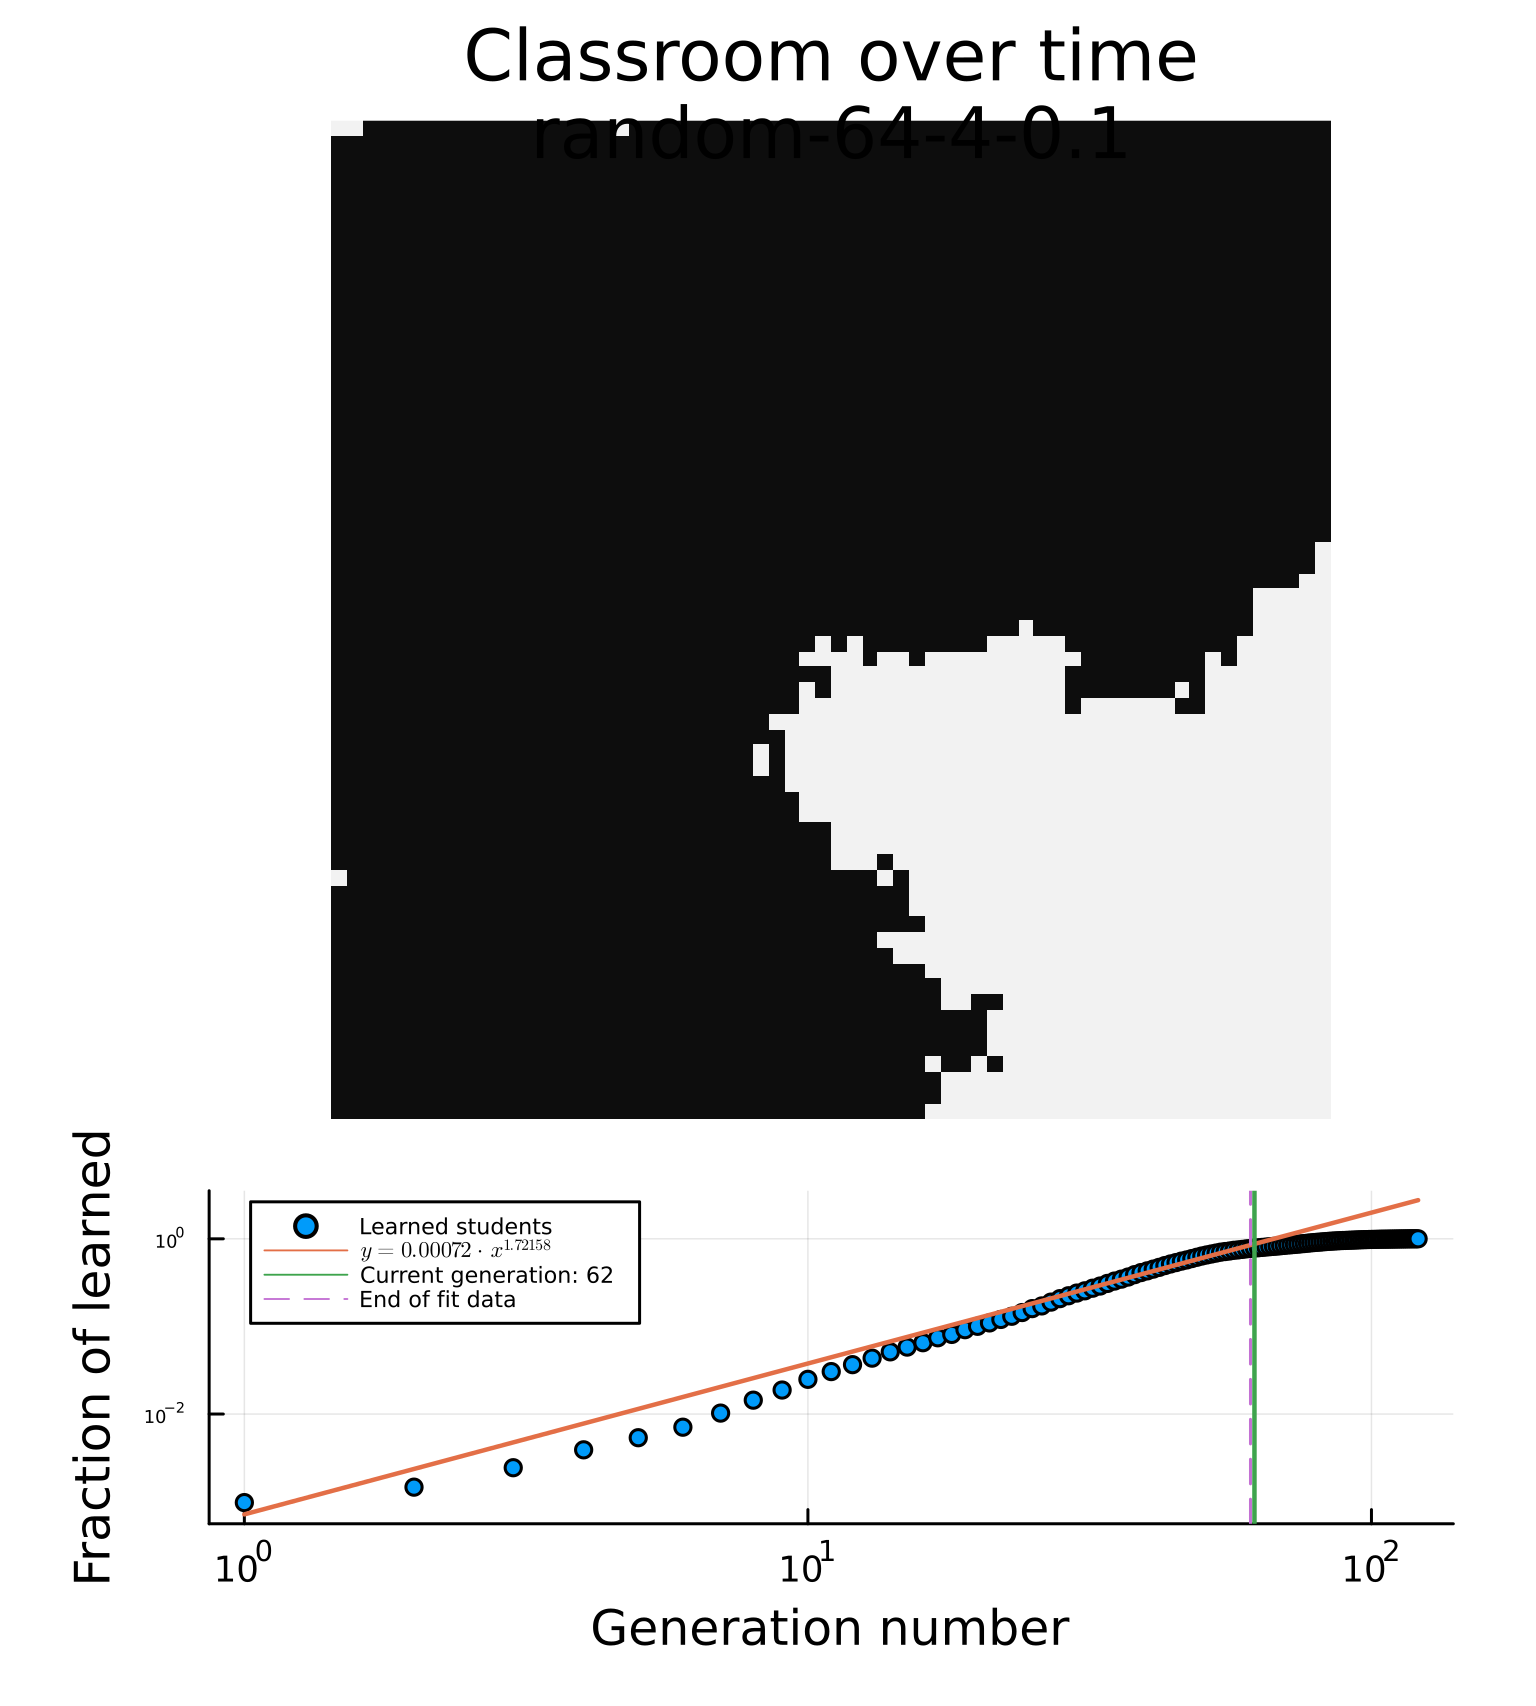 Classroom over time
random-64-4-0.1
Fraction of learned
10^0
10^-2
Learned students
y = 0.00072 · x^1.72158
Current generation: 62
End of fit data
10^0
10^1
10^2
Generation number